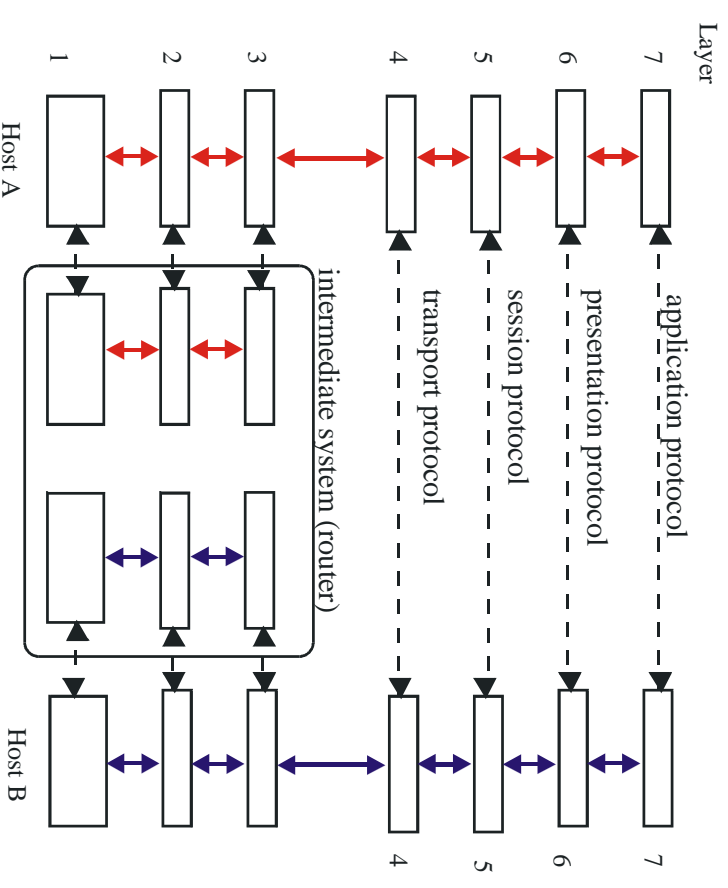 Layer
7
application protocol
7
6
presentation protocol
6
5
session protocol
5
4
transport protocol
4
3
intermediate system (router)
2
1
Host A
Host B